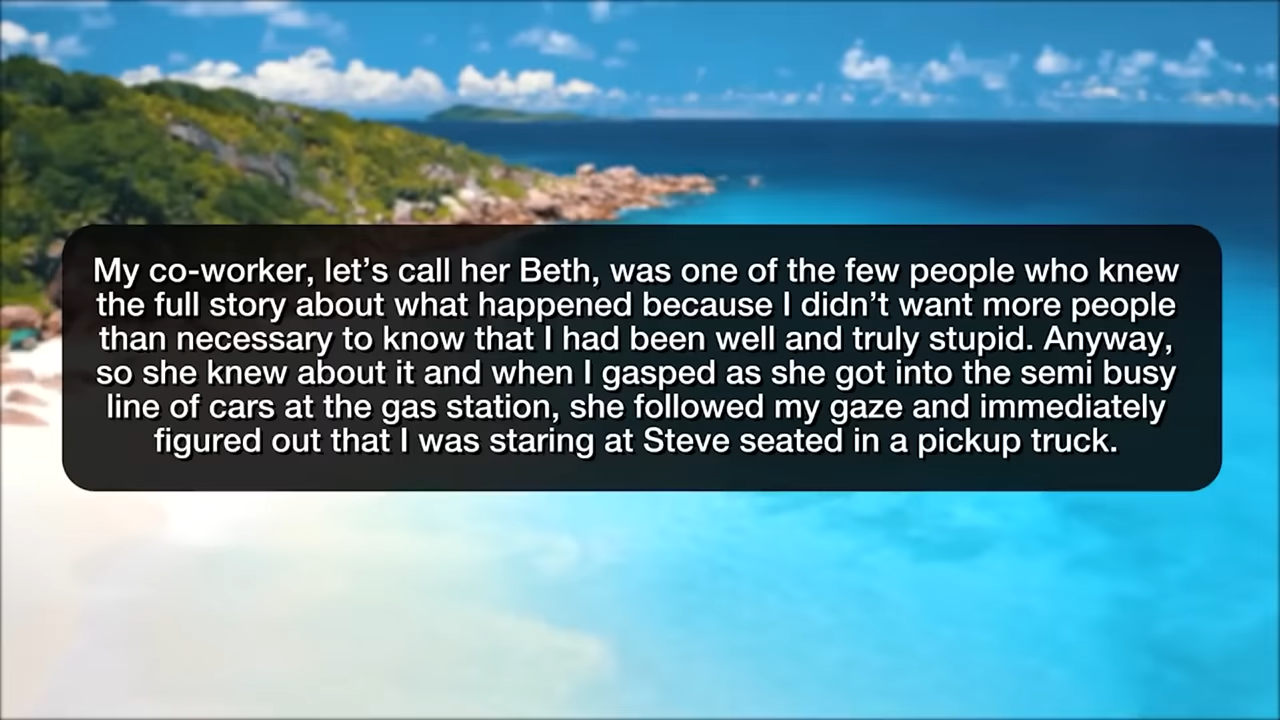 My co-worker, let’s call her Beth, was one of the few people who knew
the full story about what happened because I didn’t want more people
than necessary to know that I had been well and truly stupid. Anyway,
so she knew about it and when I gasped as she got into the semi busy
line of cars at the gas station, she followed my gaze and immediately
figured out that I was staring at Steve seated in a pickup truck.